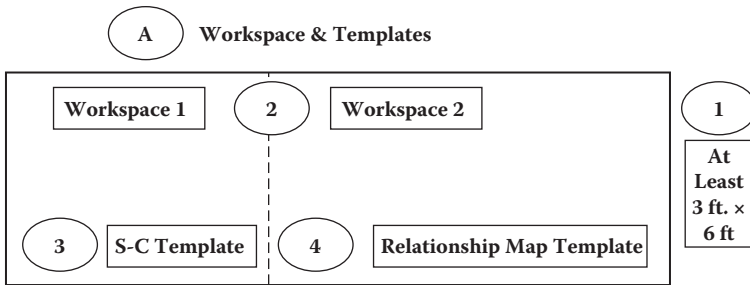 A Workspace & Templates
Workspace 1 2 Workspace 2 1
At
Least
3 ft. ×
6 ft
3 S-C Template 4 Relationship Map Template